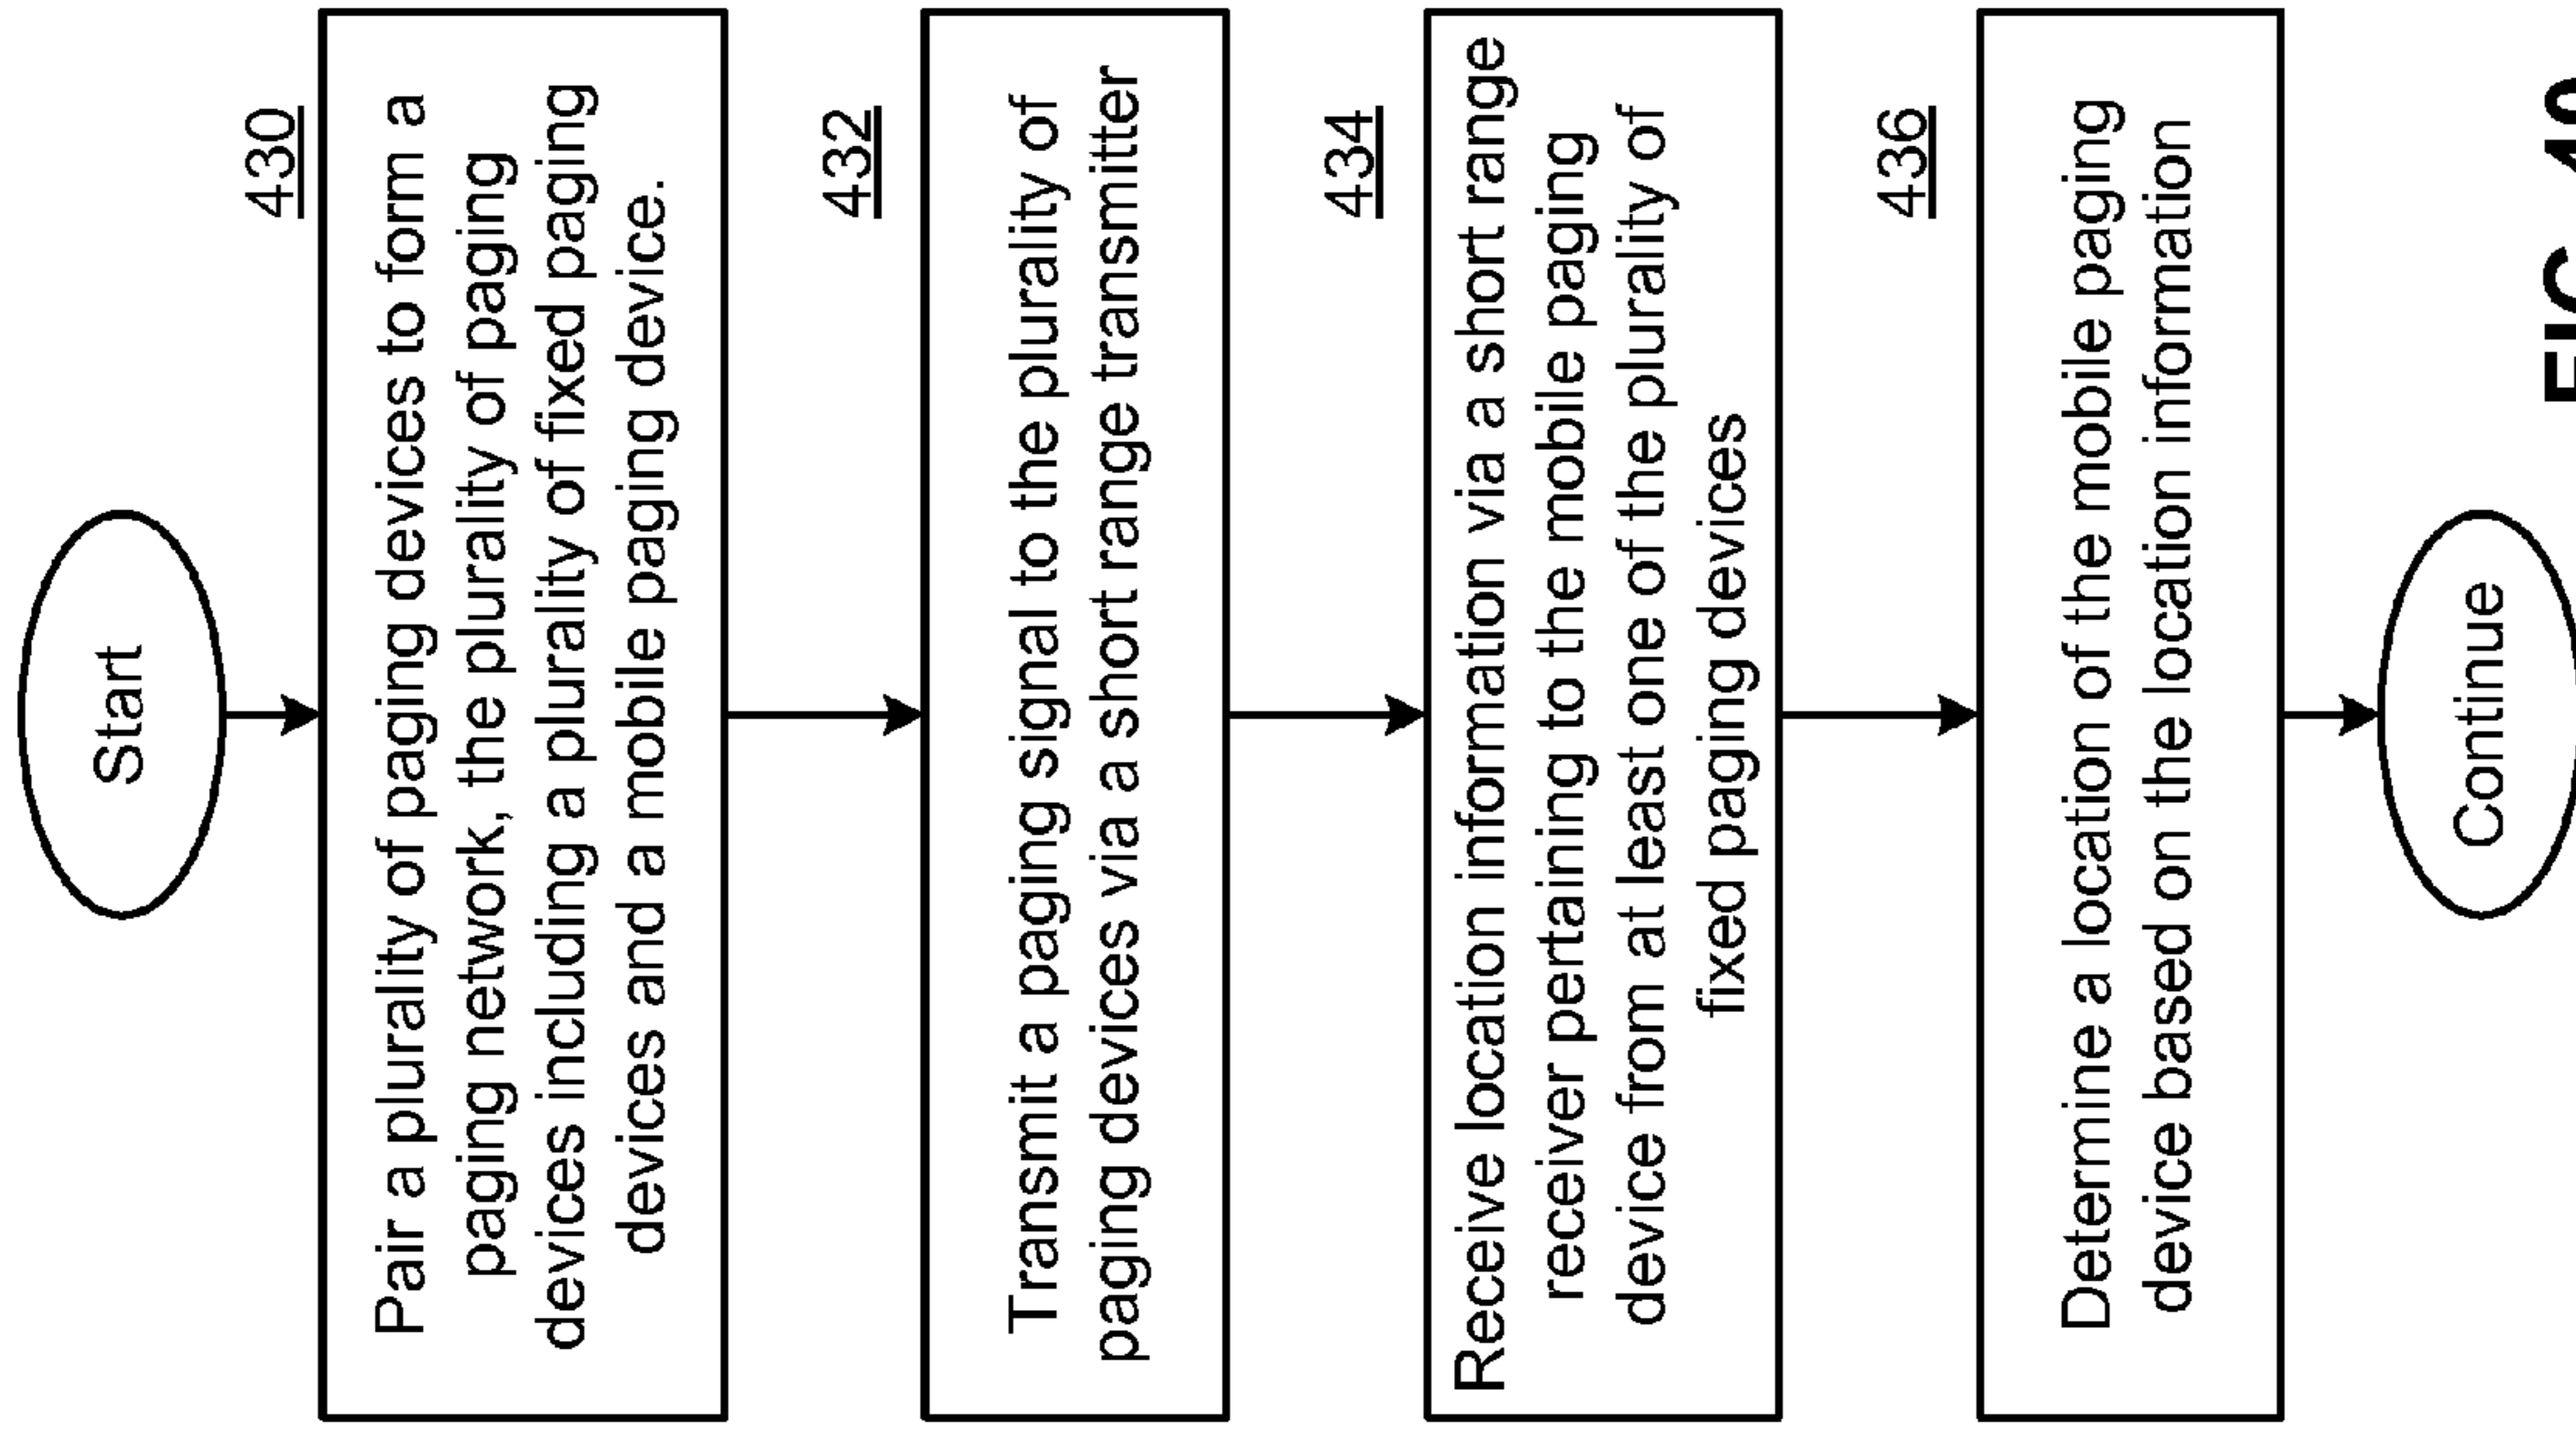 Start
430
Pair a plurality of paging devices to form a
paging network, the plurality of paging
devices including a plurality of fixed paging
devices and a mobile paging device.
432
Transmit a paging signal to the plurality of
paging devices via a short range transmitter
434
Receive location information via a short range
receiver pertaining to the mobile paging
device from at least one of the plurality of
fixed paging devices
436
Determine a location of the mobile paging
device based on the location information
Continue
FIG.